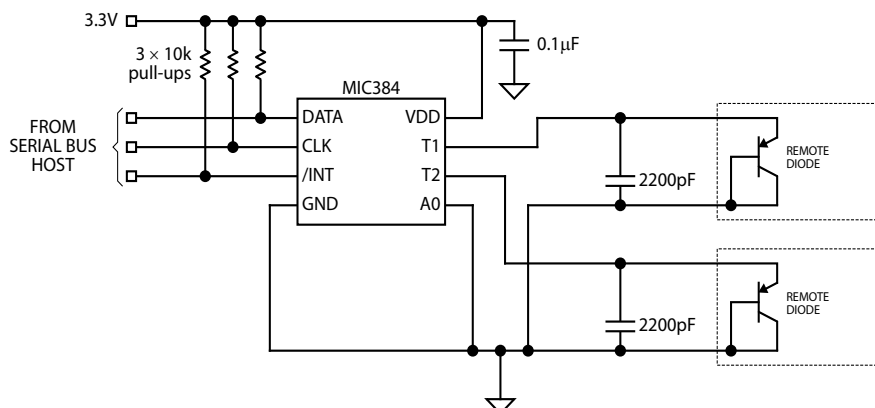 3.3V
3 × 10k
pull-ups
0.1µF
MIC384
FROM
SERIAL BUS
HOST
DATA
CLK
/INT
GND
VDD
T1
T2
A0
2200pF
REMOTE
DIODE
2200pF
REMOTE
DIODE